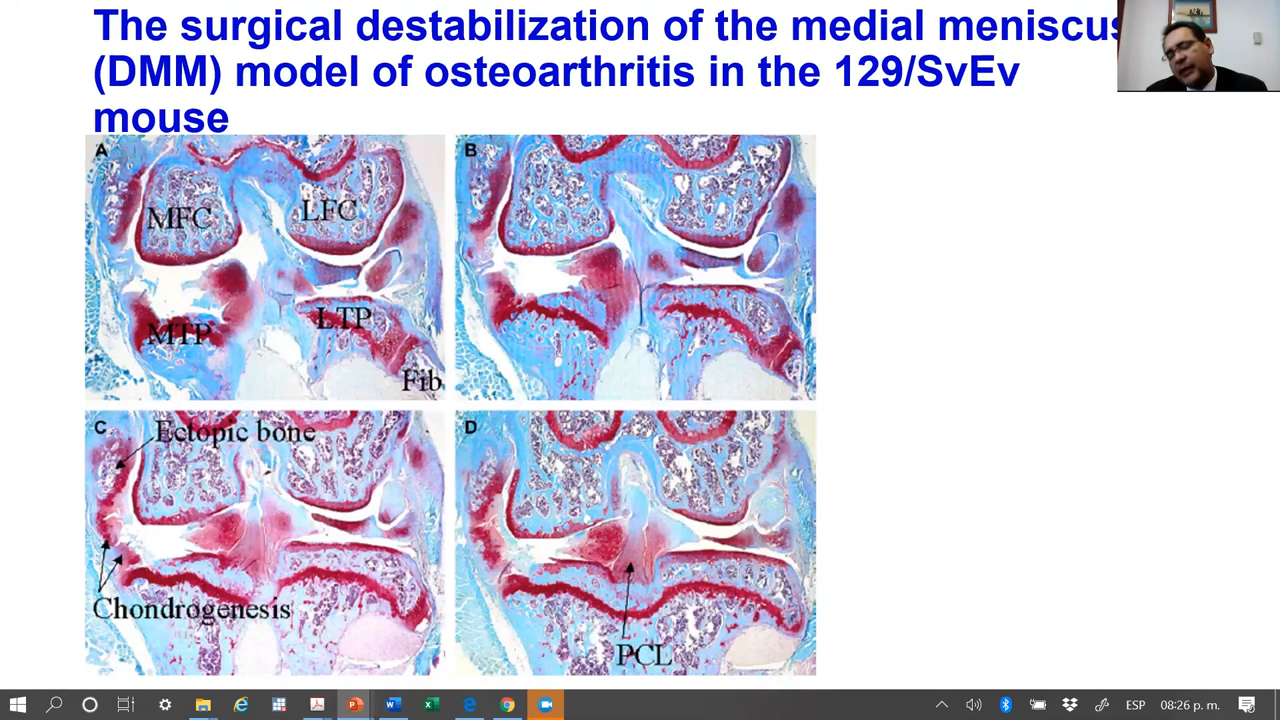 The surgical destabilization of the medial meniscus
(DMM) model of osteoarthritis in the 129/SvEv
mouse
A
B
MFC
LFC
MTP
LTP
Fib
C
D
Ectopic bone
Chondrogenesis
PCL
ESP
08:26 p. m.